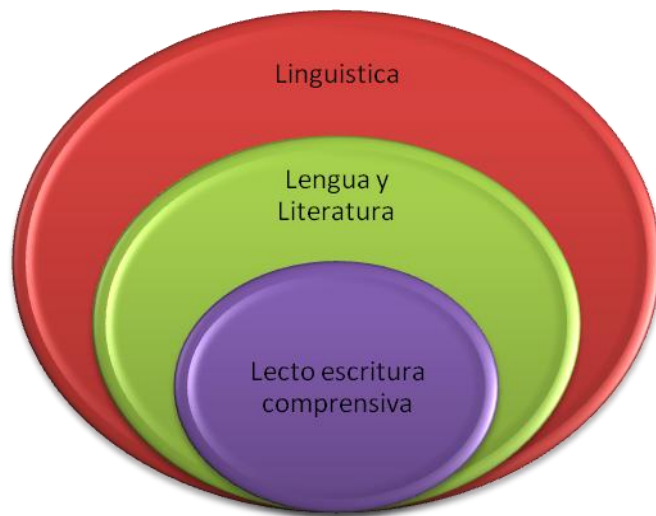 Linguistica
Lengua y
Literatura
Lecto escritura
comprensiva